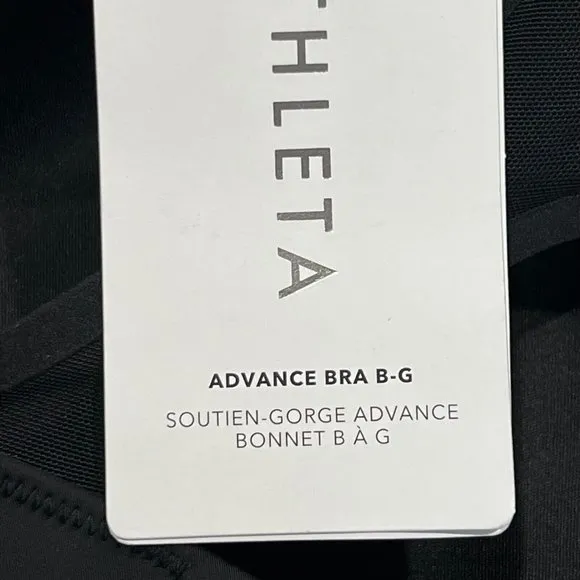 THLETA
ADVANCE BRA B-G
SOUTIEN-GORGE ADVANCE
BONNET B À G